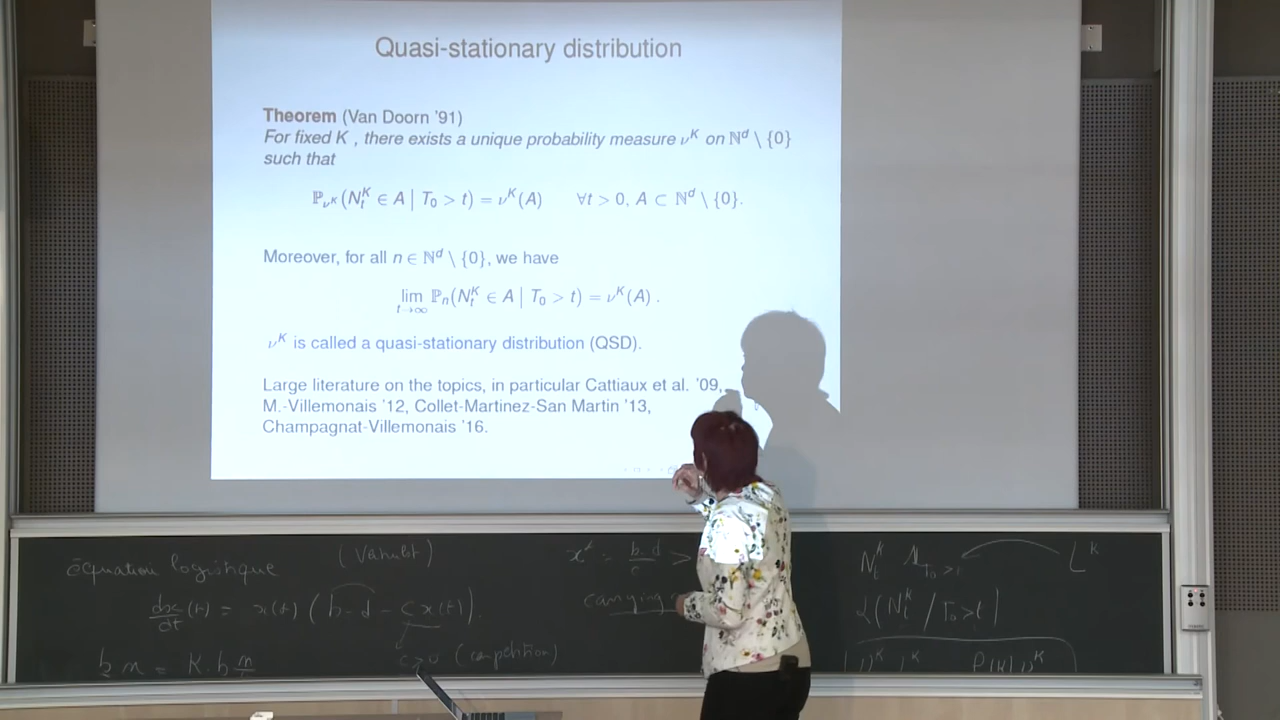 Quasi-stationary distribution
Theorem (Van Doorn '91)
For fixed K , there exists a unique probability measure ν^K on ℕ^d \ {0}
such that
ℙ_{ν^K}(N_t^K ∈ A | T_0 > t) = ν^K(A)  ∀t > 0, A ⊂ ℕ^d \ {0}.
Moreover, for all n ∈ ℕ^d \ {0}, we have
lim_{t→∞} ℙ_n(N_t^K ∈ A | T_0 > t) = ν^K(A) .
ν^K is called a quasi-stationary distribution (QSD).
Large literature on the topics, in particular Cattiaux et al. '09,
M.-Villemonais '12, Collet-Martinez-San Martin '13,
Champagnat-Villemonais '16.
équation logistique
dx/dt (t) = x(t) ( b-d - c x(t) ).
c>0 (compétition)
b-d/c >
carrying
N_t^K 𝟙_{T_0>t} L^K
ℒ(N_t^K / T_0>t)